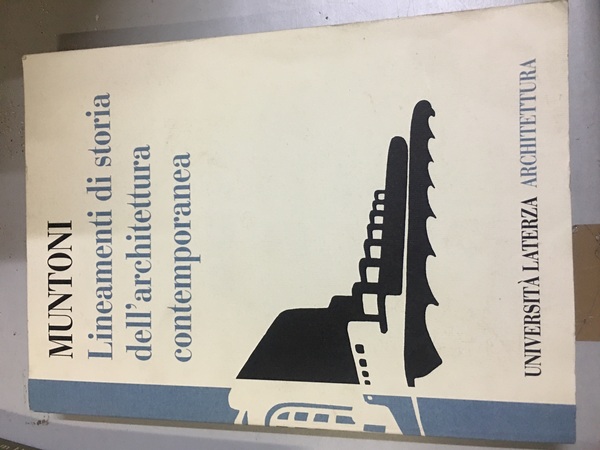 MUNTONI
Lineamenti di storia
dell'architettura
contemporanea
UNIVERSITÀ LATERZA ARCHITETTURA